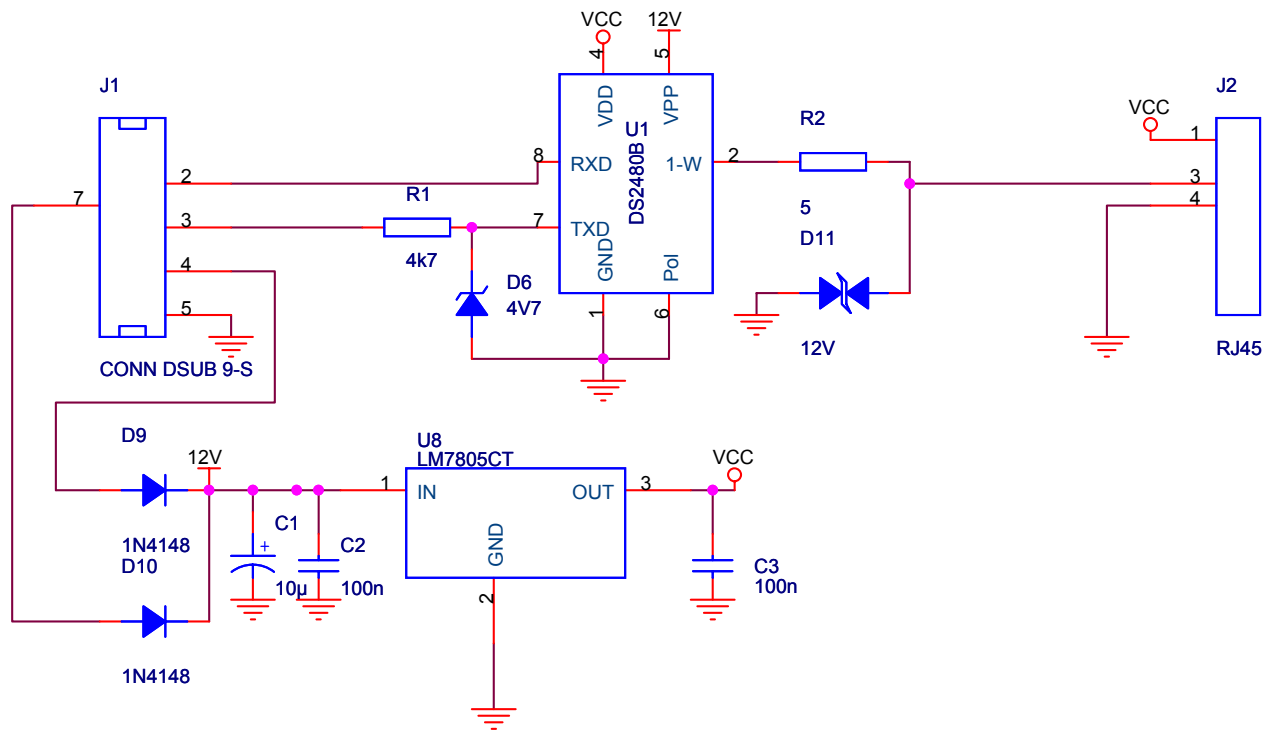 VCC
12V
J1
4
5
J2
VDD
VPP
VCC
U1
DS2480B
R2
1
8
RXD
1-W
2
2
7
R1
3
3
4
7
TXD
5
4k7
D11
4
GND
Pol
D6
4V7
5
1
6
12V
RJ45
CONN DSUB 9-S
D9
12V
U8
LM7805CT
VCC
1
IN
OUT
3
C1
+
GND
1N4148
C2
D10
C3
10µ
100n
100n
2
1N4148